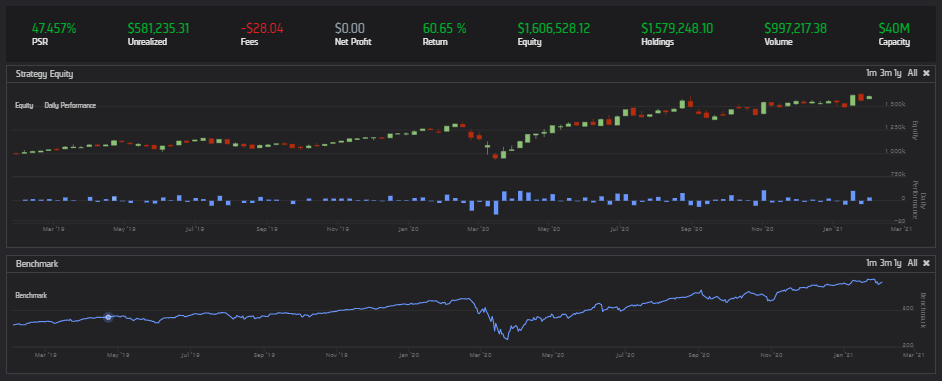 47.457% $581,235.31 -$28.04 $0.00 60.65 % $1,606,528.12 $1,579,248.10 $997,217.38 $40M
PSR Unrealized Fees Net Profit Return Equity Holdings Volume Capacity
Strategy Equity 1m 3m 1y All ✖
Equity Daily Performance
1 500k
1 250k
1 000k
750k
Equity
0
-20
Daily Performance
Mar '19 May '19 Jul '19 Sep '19 Nov '19 Jan '20 Mar '20 May '20 Jul '20 Sep '20 Nov '20 Jan '21 Mar '21
Benchmark 1m 3m 1y All ✖
Benchmark
400
200
Benchmark
Mar '19 May '19 Jul '19 Sep '19 Nov '19 Jan '20 Mar '20 May '20 Jul '20 Sep '20 Nov '20 Jan '21 Mar '21